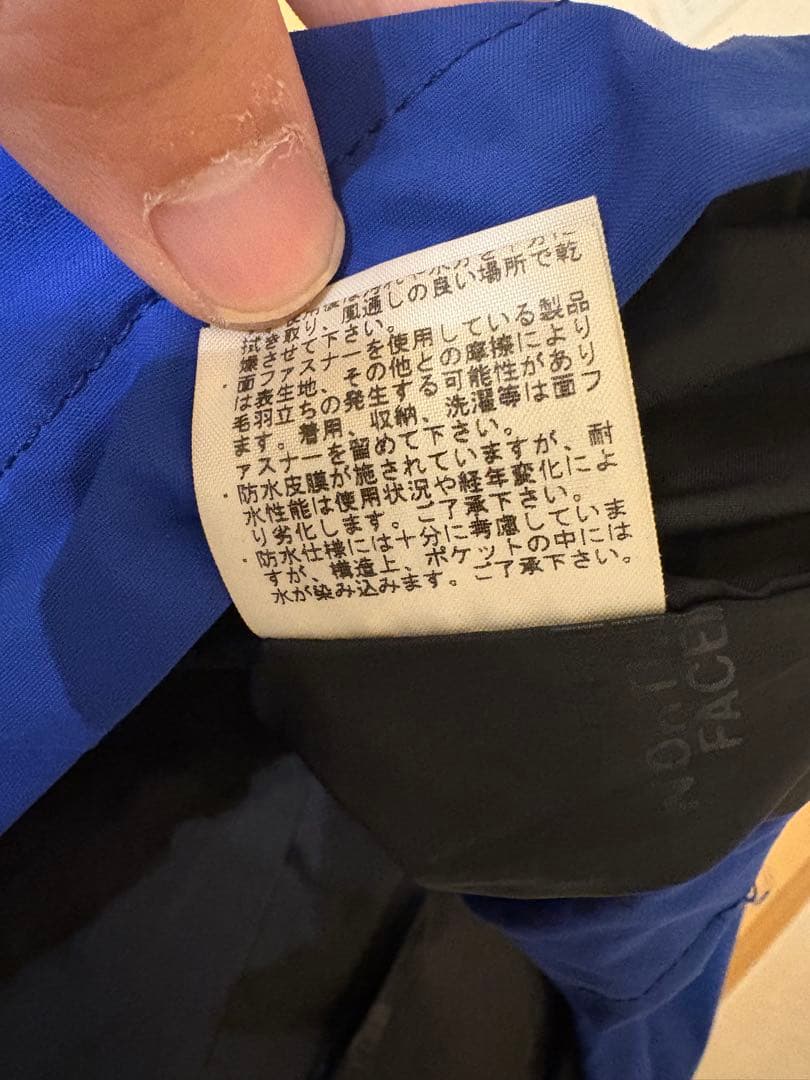 拭き取り、風通しの良い場所で乾
燥させて下さい。
・面ファスナーを使用している製品
は表地、その他との摩擦により
毛羽立ちの発生する可能性があり
ます。着用、収納、洗濯等は面フ
ァスナーを留めて下さい。
・防水皮膜が施されていますが、耐
水性能は使用状況や経年変化によ
り劣化します。ご了承下さい。
・防水仕様には十分に考慮していま
すが、構造上、ポケットの中には
水が染み込みます。ご了承下さい。
FACE